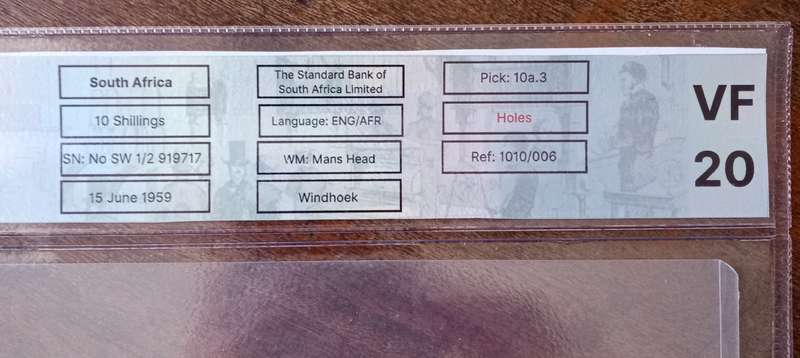 South Africa
10 Shillings
SN: No SW 1/2 919717
15 June 1959
The Standard Bank of
South Africa Limited
Language: ENG/AFR
WM: Mans Head
Windhoek
Pick: 10a.3
Holes
Ref: 1010/006
VF
20